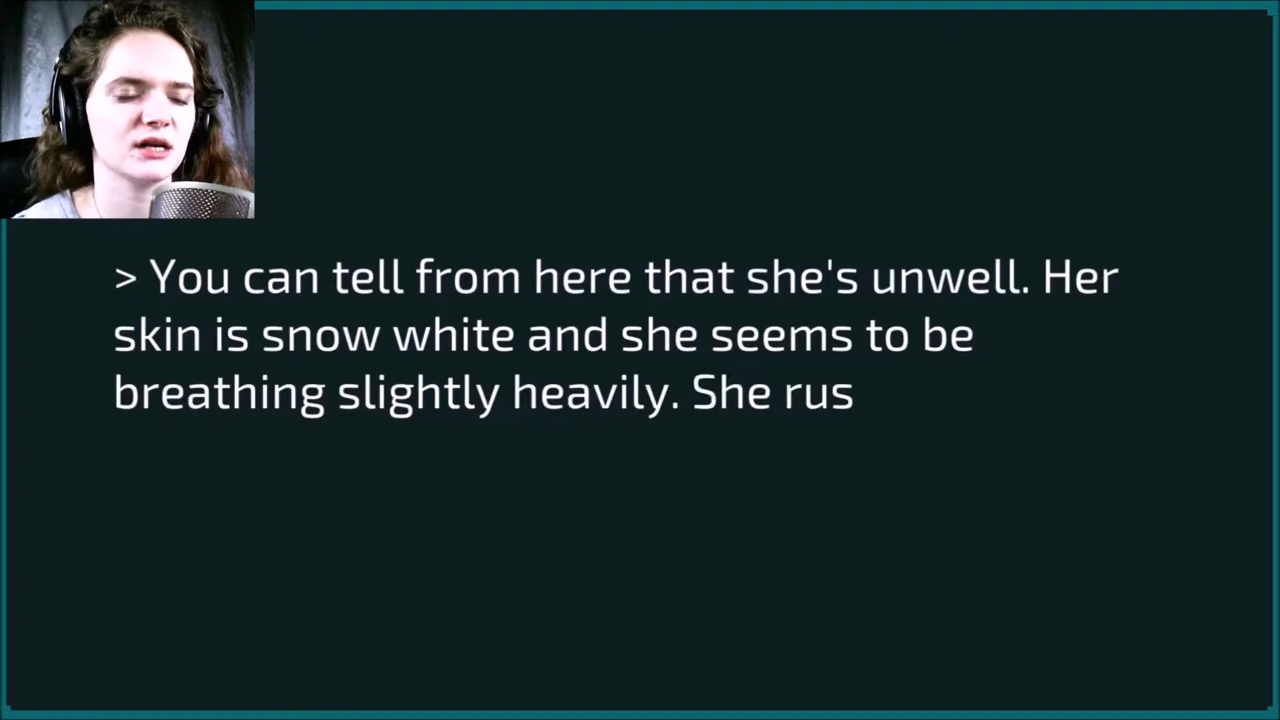 > You can tell from here that she's unwell. Her
skin is snow white and she seems to be
breathing slightly heavily. She rus